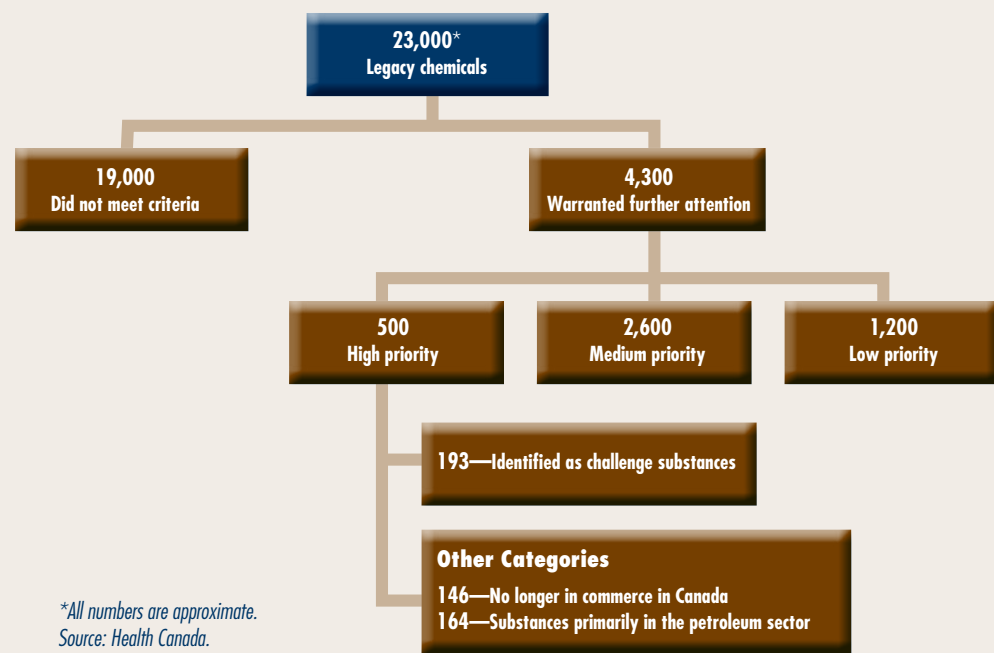 23,000*
Legacy chemicals
19,000
Did not meet criteria
4,300
Warranted further attention
500
High priority
2,600
Medium priority
1,200
Low priority
193—Identified as challenge substances
Other Categories
146—No longer in commerce in Canada
164—Substances primarily in the petroleum sector
*All numbers are approximate.
Source: Health Canada.